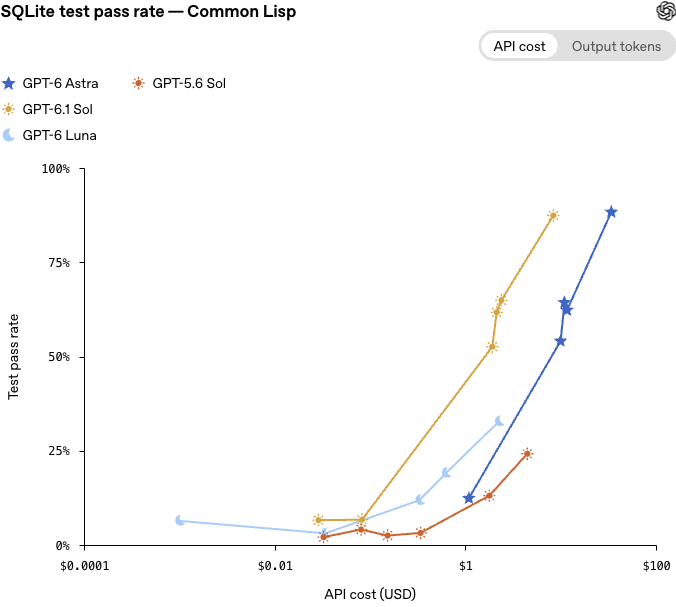 SQLite test pass rate — Common Lisp
API cost
Output tokens
GPT-6 Astra
GPT-5.6 Sol
GPT-6.1 Sol
GPT-6 Luna
100%
75%
50%
25%
0%
Test pass rate
$0.0001
$0.01
$1
$100
API cost (USD)